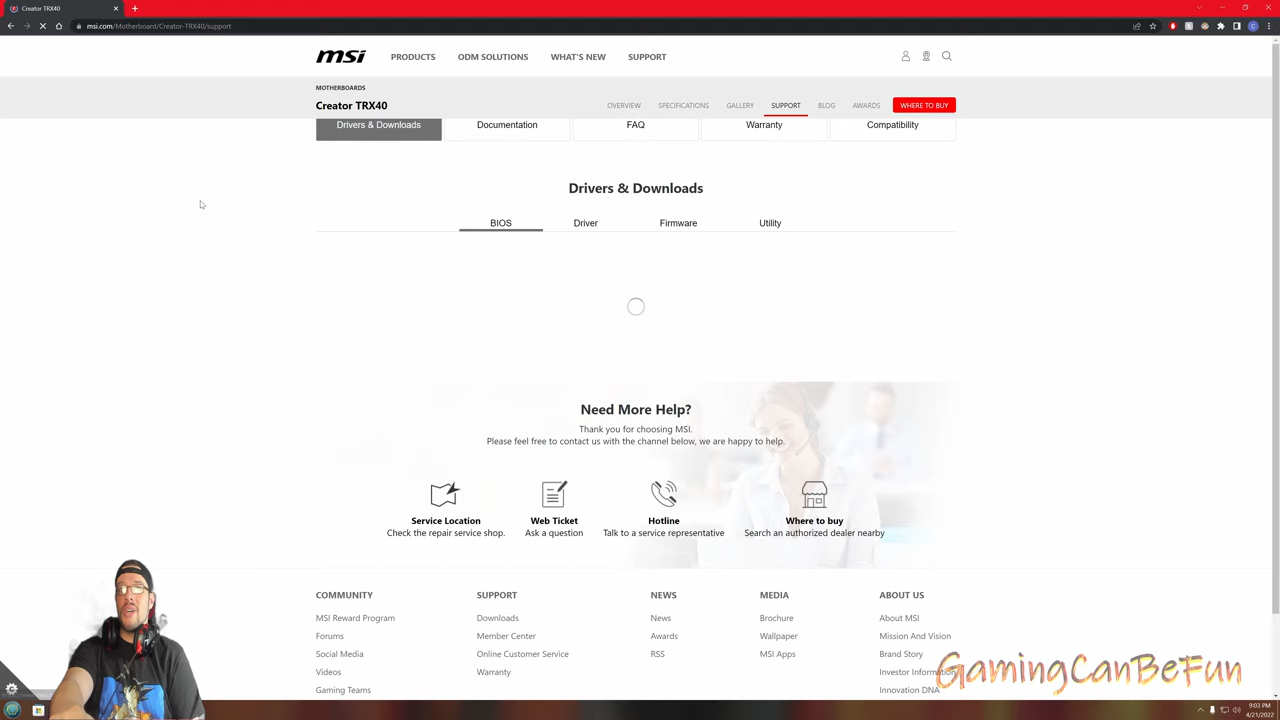 Creator TRX40
msi.com/Motherboard/Creator-TRX40/support
msi
PRODUCTS
ODM SOLUTIONS
WHAT'S NEW
SUPPORT
MOTHERBOARDS
Creator TRX40
OVERVIEW
SPECIFICATIONS
GALLERY
SUPPORT
BLOG
AWARDS
WHERE TO BUY
Drivers & Downloads
Documentation
FAQ
Warranty
Compatibility
Drivers & Downloads
BIOS
Driver
Firmware
Utility
Need More Help?
Thank you for choosing MSI.
Please feel free to contact us with the channel below, we are happy to help.
Service Location
Check the repair service shop.
Web Ticket
Ask a question
Hotline
Talk to a service representative
Where to buy
Search an authorized dealer nearby
COMMUNITY
MSI Reward Program
Forums
Social Media
Videos
Gaming Teams
SUPPORT
Downloads
Member Center
Online Customer Service
Warranty
NEWS
News
Awards
RSS
MEDIA
Brochure
Wallpaper
MSI Apps
ABOUT US
About MSI
Mission And Vision
Brand Story
Investor Information
Innovation DNA
GamingCanBeFun
9:03 PM
4/21/2022